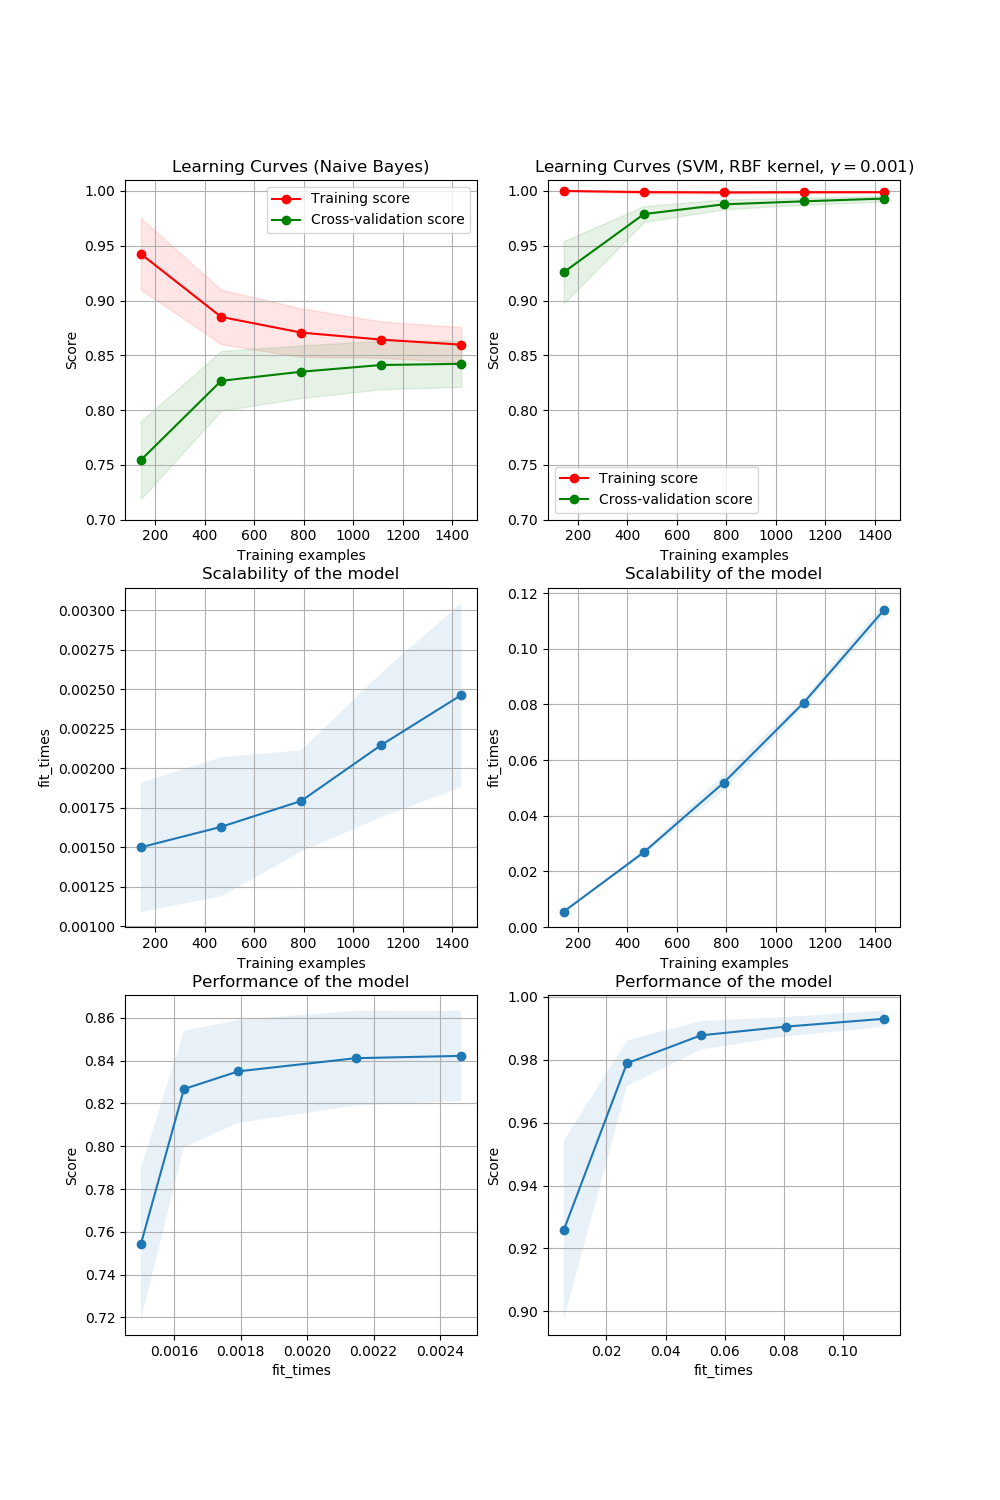 Learning Curves (Naive Bayes)
1.00
0.95
0.90
0.85
0.80
0.75
0.70
Score
Training score
Cross-validation score
200 400 600 800 1000 1200 1400
Training examples
Learning Curves (SVM, RBF kernel, γ = 0.001)
1.00
0.95
0.90
0.85
0.80
0.75
0.70
Score
Training score
Cross-validation score
200 400 600 800 1000 1200 1400
Training examples
Scalability of the model
0.00300
0.00275
0.00250
0.00225
0.00200
0.00175
0.00150
0.00125
0.00100
fit_times
200 400 600 800 1000 1200 1400
Training examples
Scalability of the model
0.12
0.10
0.08
0.06
0.04
0.02
0.00
fit_times
200 400 600 800 1000 1200 1400
Training examples
Performance of the model
0.86
0.84
0.82
0.80
0.78
0.76
0.74
0.72
Score
0.0016 0.0018 0.0020 0.0022 0.0024
fit_times
Performance of the model
1.00
0.98
0.96
0.94
0.92
0.90
Score
0.02 0.04 0.06 0.08 0.10
fit_times